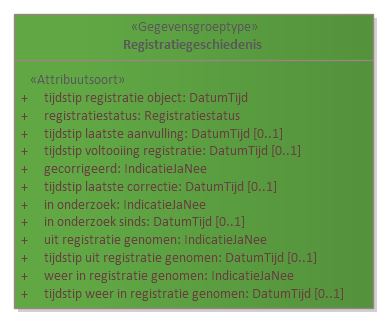 «Gegevensgroeptype»
Registratiegeschiedenis
«Attribuutsoort»
+ tijdstip registratie object: DatumTijd
+ registratiestatus: Registratiestatus
+ tijdstip laatste aanvulling: DatumTijd [0..1]
+ tijdstip voltooiing registratie: DatumTijd [0..1]
+ gecorrigeerd: IndicatieJaNee
+ tijdstip laatste correctie: DatumTijd [0..1]
+ in onderzoek: IndicatieJaNee
+ in onderzoek sinds: DatumTijd [0..1]
+ uit registratie genomen: IndicatieJaNee
+ tijdstip uit registratie genomen: DatumTijd [0..1]
+ weer in registratie genomen: IndicatieJaNee
+ tijdstip weer in registratie genomen: DatumTijd [0..1]